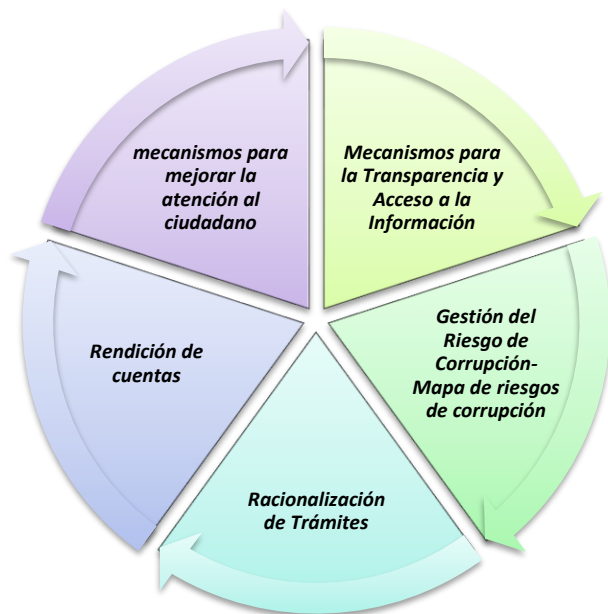 mecanismos para
mejorar la
atención al
ciudadano
Mecanismos para
la Transparencia y
Acceso a la
Información
Gestión del
Riesgo de
Corrupción-
Mapa de riesgos
de corrupción
Racionalización
de Trámites
Rendición de
cuentas